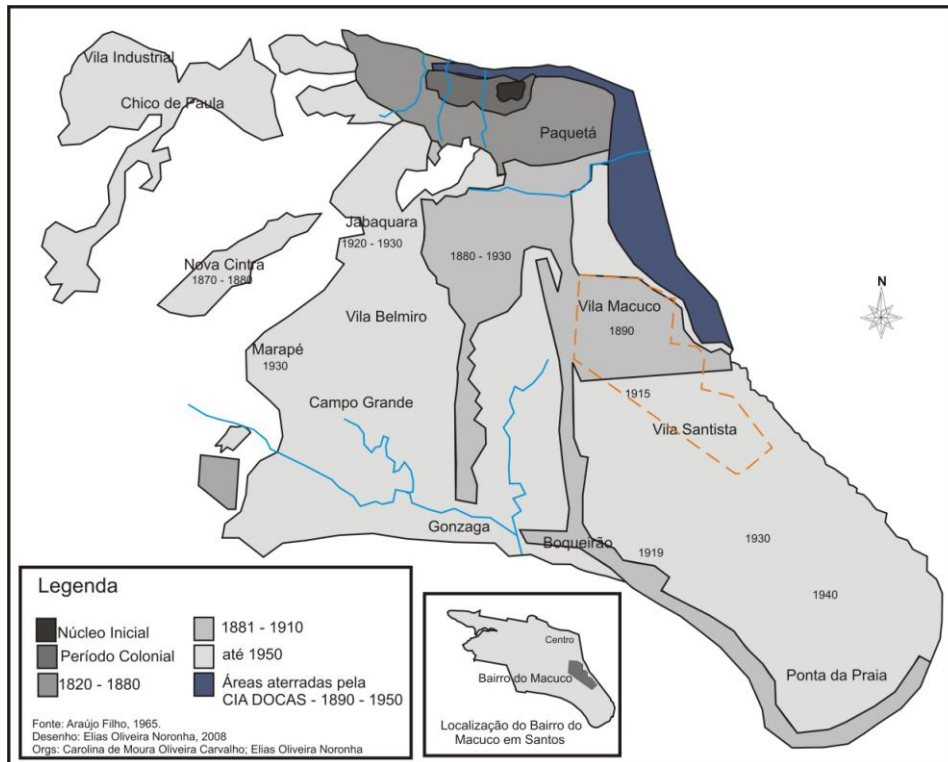 Vila Industrial
Chico de Paula
Paquetá
Jabaquara
1920 - 1930
1880 - 1930
Nova Cintra
1870 - 1880
N
Vila Macuco
1890
Vila Belmiro
Marapé
1930
1915
Campo Grande
Vila Santista
Gonzaga
Boqueirão
1919
1930
1940
Ponta da Praia
Legenda
Núcleo Inicial
Período Colonial
1820 - 1880
1881 - 1910
até 1950
Áreas aterradas pela
CIA DOCAS - 1890 - 1950
Fonte: Araújo Filho, 1965.
Desenho: Elias Oliveira Noronha, 2008
Orgs: Carolina de Moura Oliveira Carvalho; Elias Oliveira Noronha
Centro
Bairro do Macuco
Localização do Bairro do
Macuco em Santos